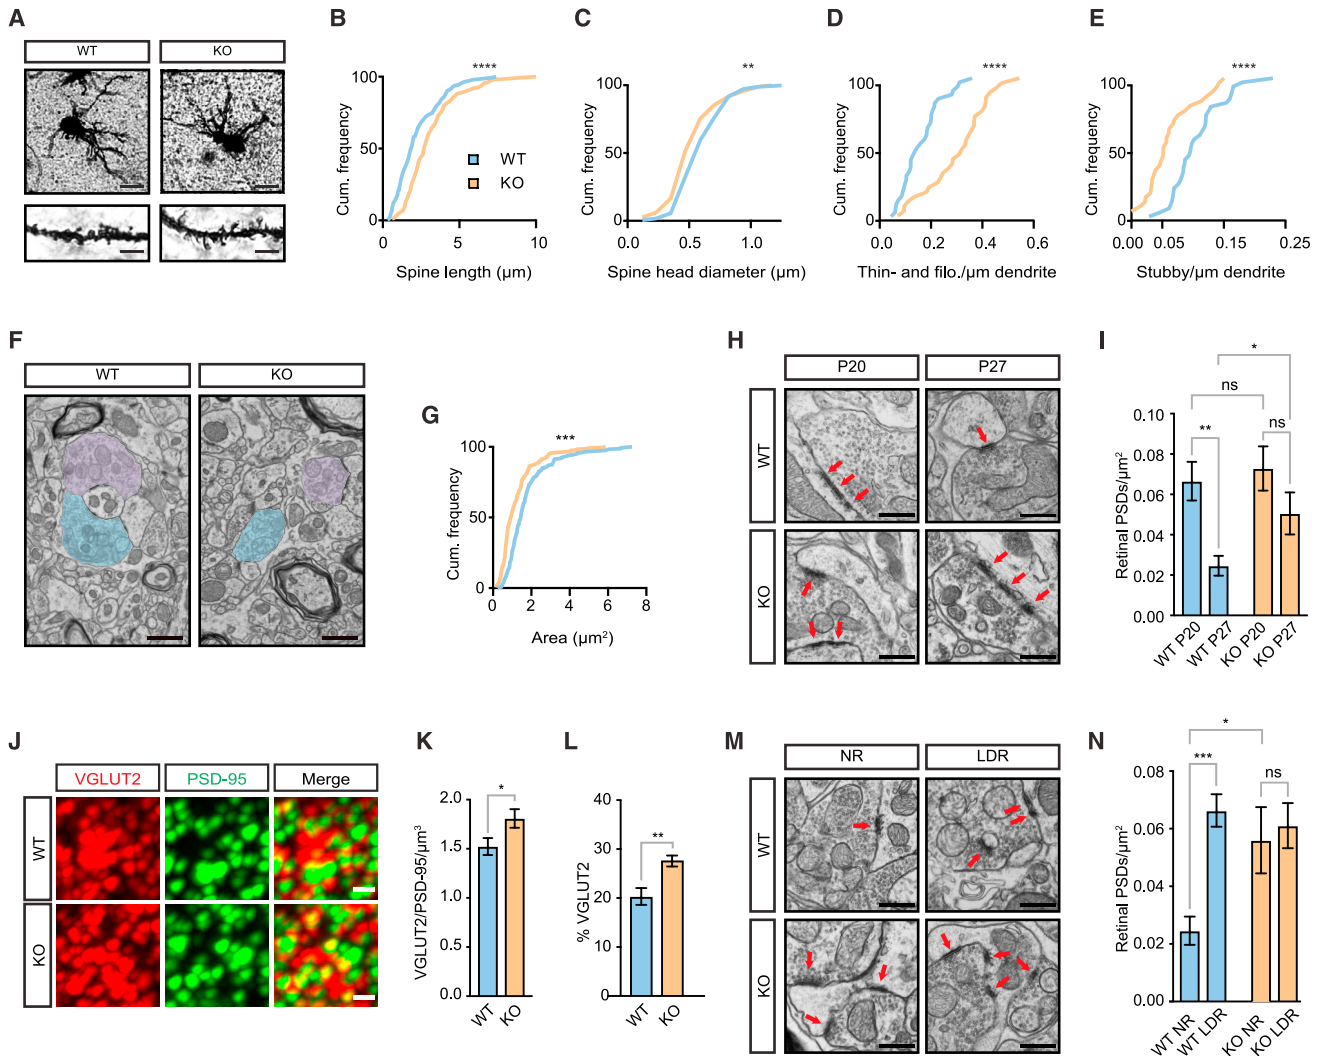 A
WT KO
B
Cum. frequency
100
50
0
0 5 10
Spine length (µm)
****
WT
KO
C
Cum. frequency
100
50
0
0.0 0.5 1.0
Spine head diameter (µm)
**
D
Cum. frequency
100
50
0
0.0 0.2 0.4 0.6
Thin- and filo./µm dendrite
****
E
Cum. frequency
100
50
0
0.00 0.05 0.15 0.25
Stubby/µm dendrite
****
F
WT KO
G
Cum. frequency
100
50
0
0 2 4 6 8
Area (µm²)
***
H
P20 P27
WT
KO
I
Retinal PSDs/µm²
0.10
0.08
0.06
0.04
0.02
0.00
*
ns
** ns
WT P20 WT P27 KO P20 KO P27
J
VGLUT2 PSD-95 Merge
WT
KO
K
VGLUT2/PSD-95/µm³
2.0
1.5
1.0
0.5
0.0
*
WT KO
L
% VGLUT2
40
30
20
10
0
**
WT KO
M
NR LDR
WT
KO
N
Retinal PSDs/µm²
0.08
0.06
0.04
0.02
0.00
*
*** ns
WT NR WT LDR KO NR KO LDR